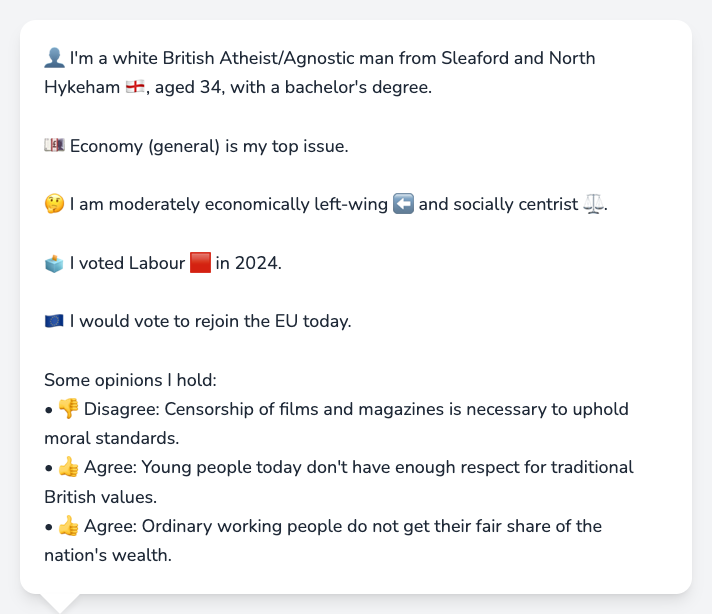 👤 I'm a white British Atheist/Agnostic man from Sleaford and North
Hykeham 🏴󠁧󠁢󠁥󠁮󠁧󠁿, aged 34, with a bachelor's degree.
💷 Economy (general) is my top issue.
🤔 I am moderately economically left-wing ⬅️ and socially centrist ⚖️.
🗳️ I voted Labour 🟥 in 2024.
🇪🇺 I would vote to rejoin the EU today.
Some opinions I hold:
• 👎 Disagree: Censorship of films and magazines is necessary to uphold
moral standards.
• 👍 Agree: Young people today don't have enough respect for traditional
British values.
• 👍 Agree: Ordinary working people do not get their fair share of the
nation's wealth.